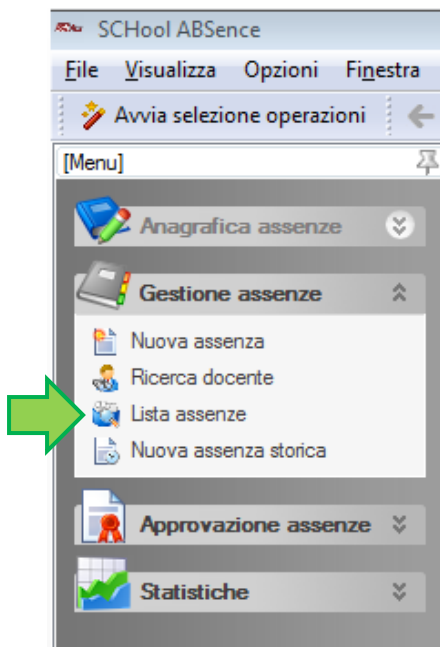 SCHool ABSence
File Visualizza Opzioni Finestra
Avvia selezione operazioni
[Menu]
Anagrafica assenze
Gestione assenze
Nuova assenza
Ricerca docente
Lista assenze
Nuova assenza storica
Approvazione assenze
Statistiche